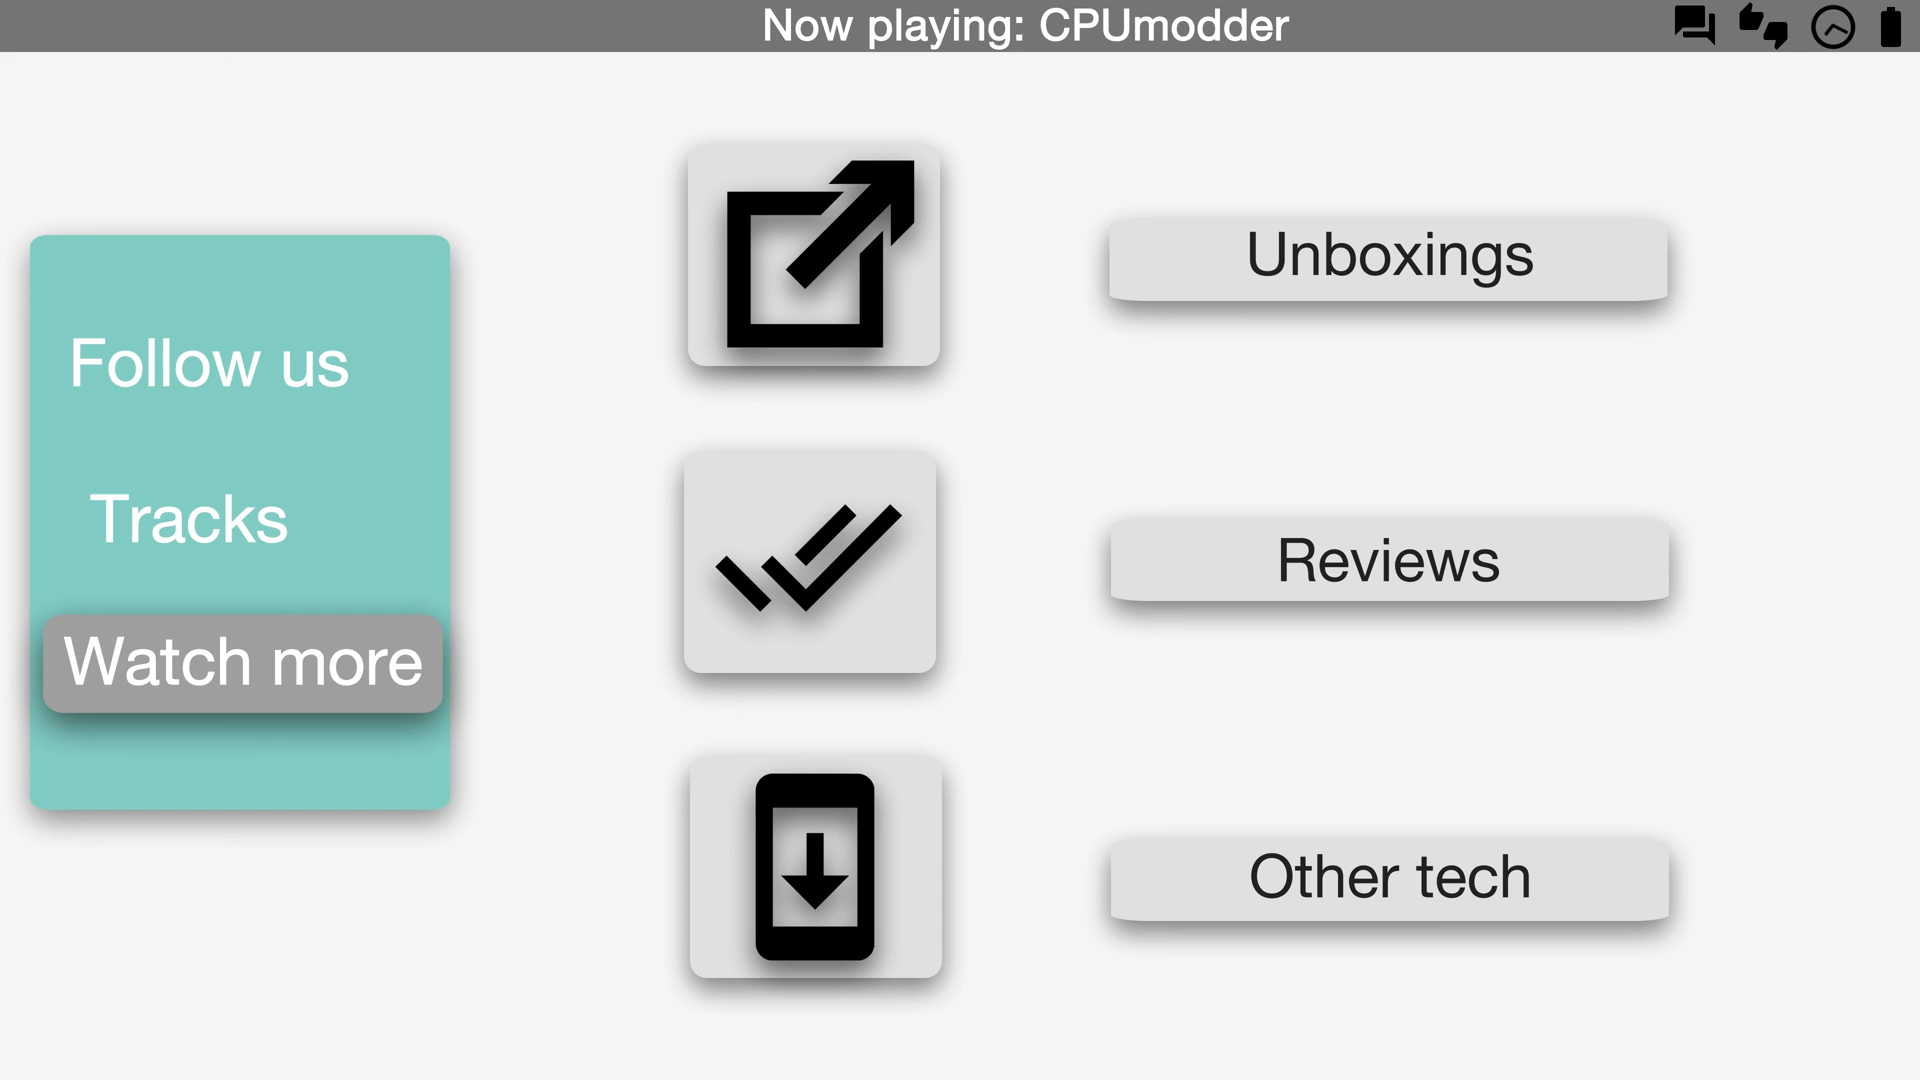 Now playing: CPUmodder
Follow us
Tracks
Watch more
Unboxings
Reviews
Other tech